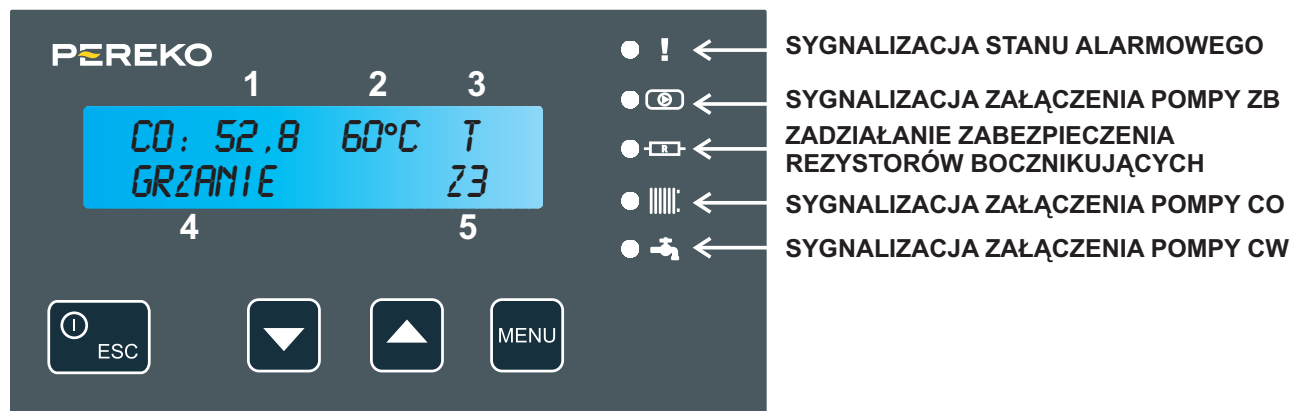 PEREKO
1 2 3
CO: 52,8 60°C T
GRZANIE Z3
4 5
ESC
MENU
! SYGNALIZACJA STANU ALARMOWEGO
SYGNALIZACJA ZAŁĄCZENIA POMPY ZB
R ZADZIAŁANIE ZABEZPIECZENIA
REZYSTORÓW BOCZNIKUJĄCYCH
SYGNALIZACJA ZAŁĄCZENIA POMPY CO
SYGNALIZACJA ZAŁĄCZENIA POMPY CW